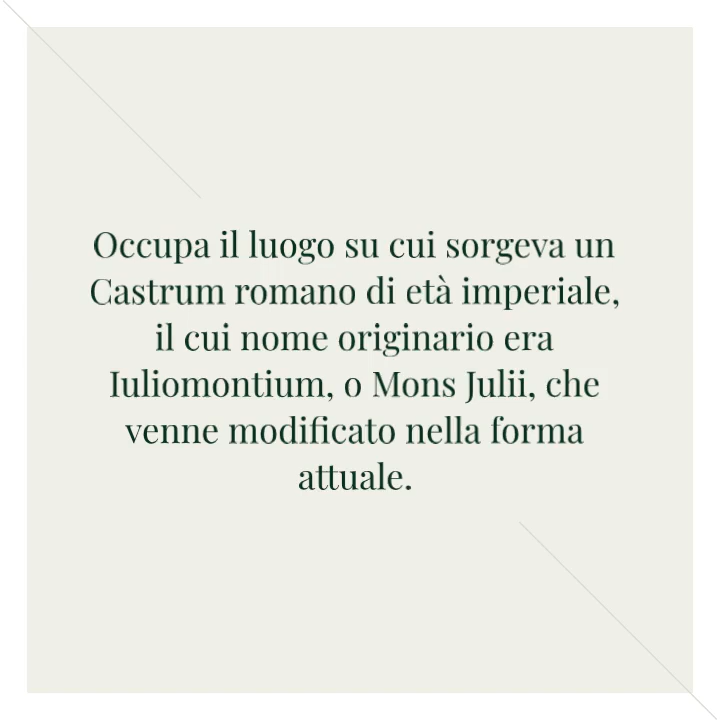 Occupa il luogo su cui sorgeva un
Castrum romano di età imperiale,
il cui nome originario era
Iuliomontium, o Mons Julii, che
venne modificato nella forma
attuale.